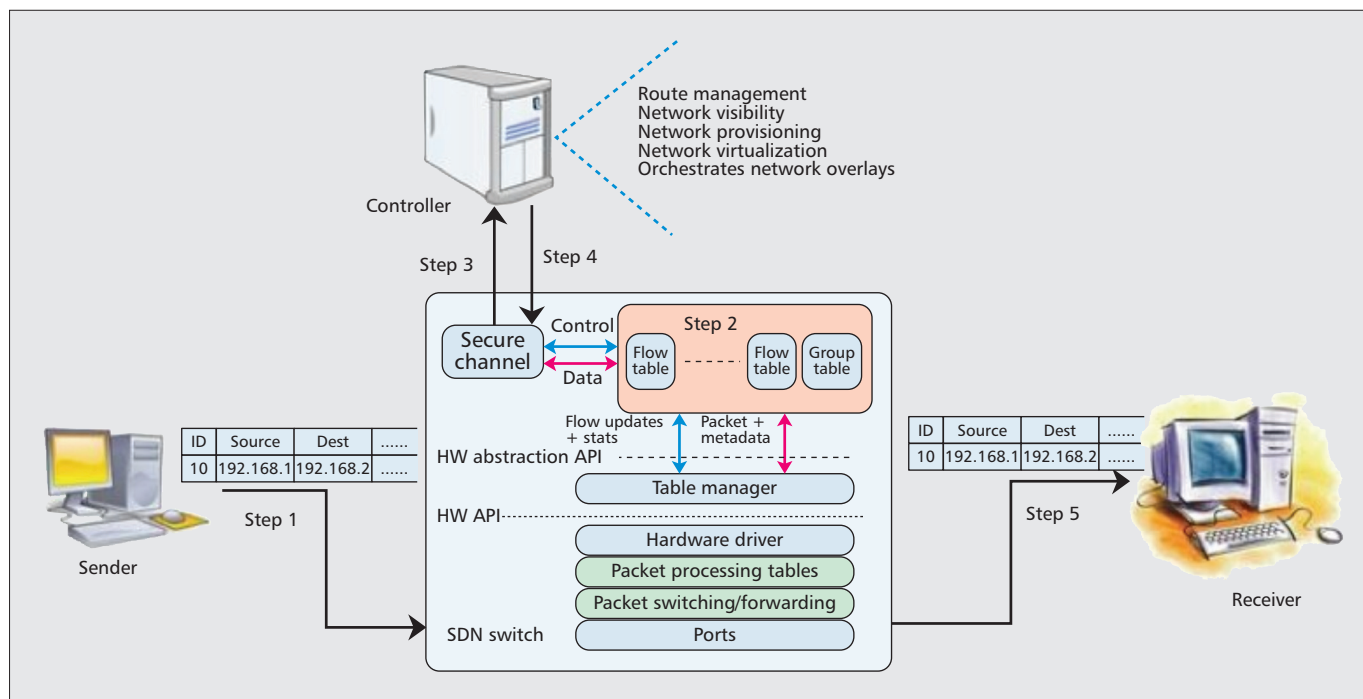 Route management
Network visibility
Network provisioning
Network virtualization
Orchestrates network overlays
Controller
Step 3
Step 4
Secure channel
Control
Data
Step 2
Flow table
Flow table
Group table
Flow updates + stats
Packet + metadata
HW abstraction API
Table manager
HW API
Hardware driver
Packet processing tables
Packet switching/forwarding
SDN switch
Ports
ID Source Dest ......
10 192.168.1 192.168.2 ......
Step 1
Sender
ID Source Dest ......
10 192.168.1 192.168.2 ......
Step 5
Receiver